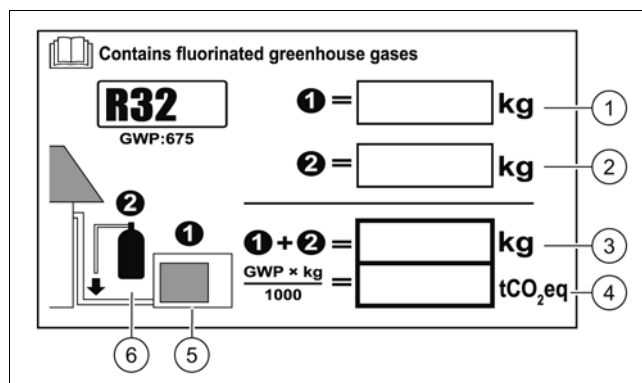 Contains fluorinated greenhouse gases
R32
GWP:675
❶ = kg 1
❷ = kg 2
❷
❶
❶ + ❷ = kg 3
GWP × kg
1000
= tCO₂eq 4
6 5